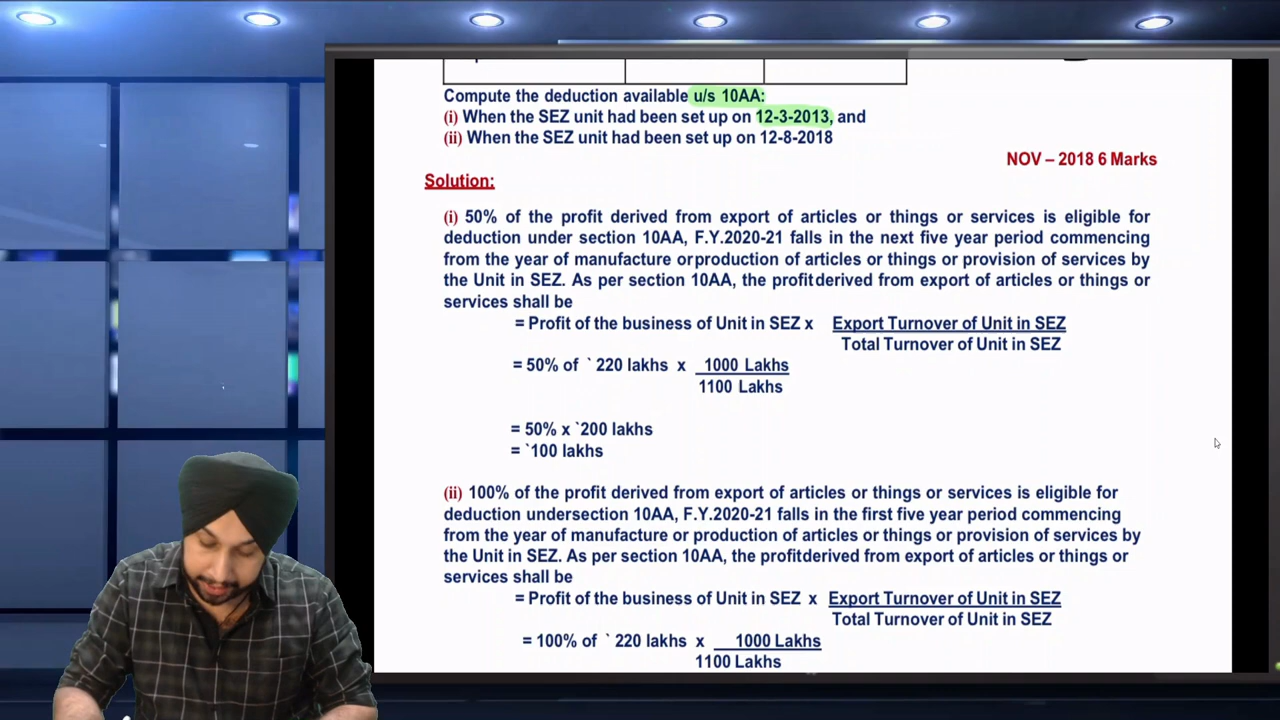 Compute the deduction available u/s 10AA:
(i) When the SEZ unit had been set up on 12-3-2013, and
(ii) When the SEZ unit had been set up on 12-8-2018
NOV – 2018 6 Marks
Solution:
(i) 50% of the profit derived from export of articles or things or services is eligible for
deduction under section 10AA, F.Y.2020-21 falls in the next five year period commencing
from the year of manufacture orproduction of articles or things or provision of services by
the Unit in SEZ. As per section 10AA, the profitderived from export of articles or things or
services shall be
= Profit of the business of Unit in SEZ x Export Turnover of Unit in SEZ
Total Turnover of Unit in SEZ
= 50% of ` 220 lakhs x 1000 Lakhs
1100 Lakhs
= 50% x `200 lakhs
= `100 lakhs
(ii) 100% of the profit derived from export of articles or things or services is eligible for
deduction undersection 10AA, F.Y.2020-21 falls in the first five year period commencing
from the year of manufacture or production of articles or things or provision of services by
the Unit in SEZ. As per section 10AA, the profitderived from export of articles or things or
services shall be
= Profit of the business of Unit in SEZ x Export Turnover of Unit in SEZ
Total Turnover of Unit in SEZ
= 100% of ` 220 lakhs x 1000 Lakhs
1100 Lakhs